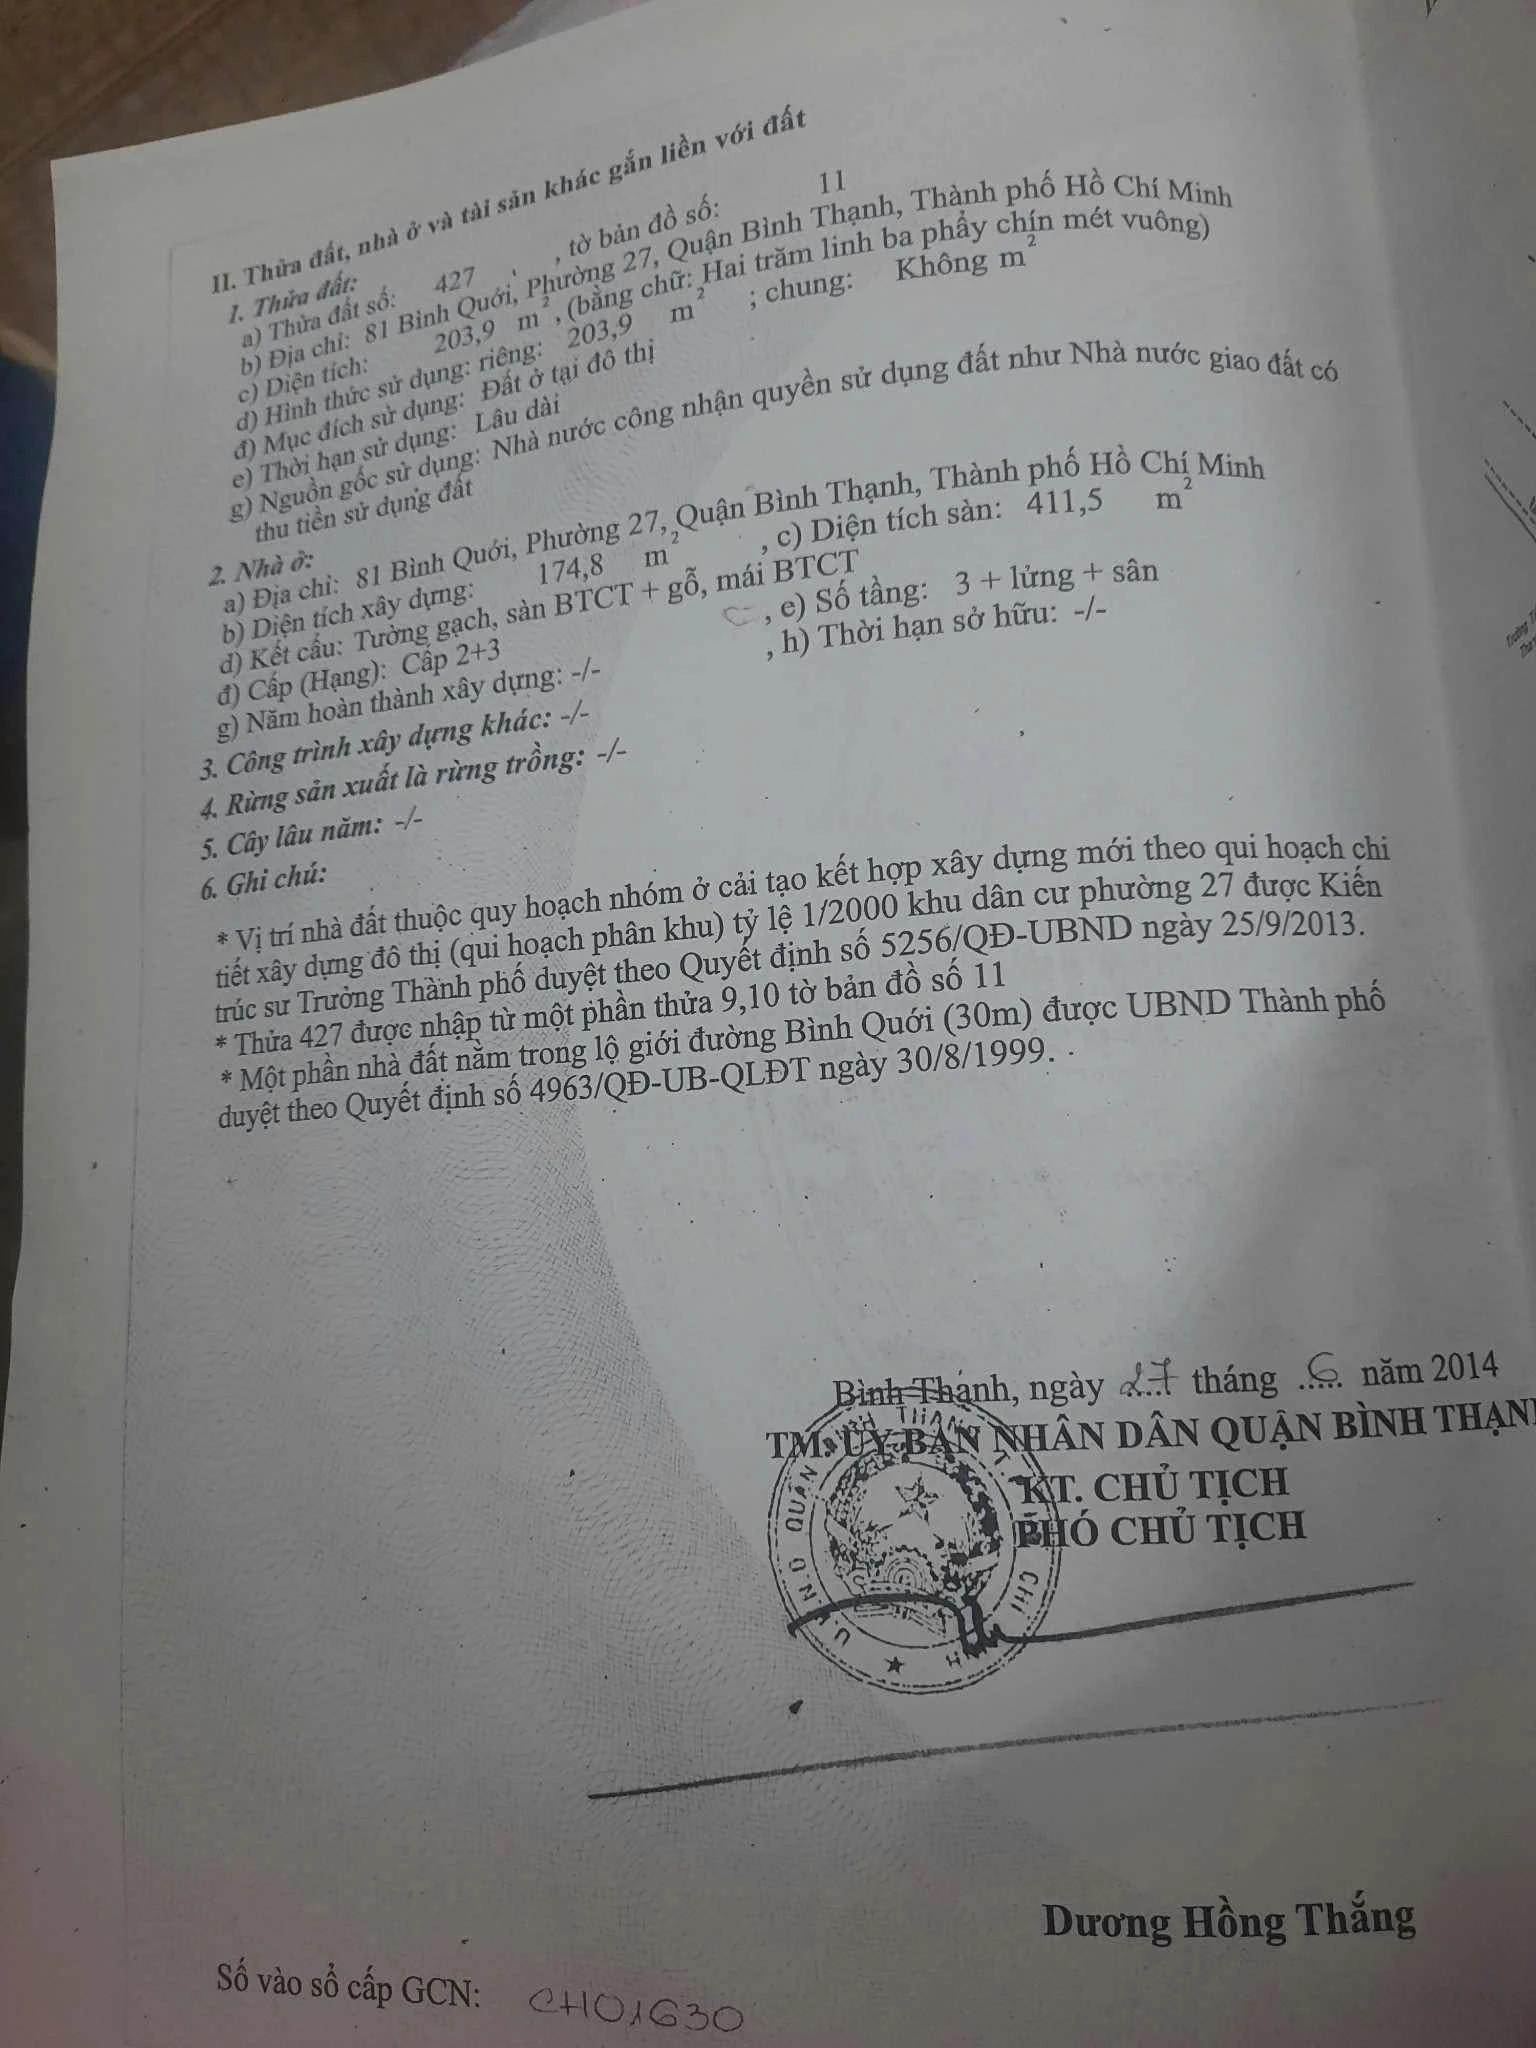 II. Thửa đất, nhà ở và tài sản khác gắn liền với đất
1. Thửa đất:
a) Thửa đất số: 427 , tờ bản đồ số: 11
b) Địa chỉ: 81 Bình Quới, Phường 27, Quận Bình Thạnh, Thành phố Hồ Chí Minh
c) Diện tích: 203,9 m², (bằng chữ: Hai trăm linh ba phẩy chín mét vuông)
d) Hình thức sử dụng: riêng: 203,9 m² ; chung: Không m²
đ) Mục đích sử dụng: Đất ở tại đô thị
e) Thời hạn sử dụng: Lâu dài
g) Nguồn gốc sử dụng: Nhà nước công nhận quyền sử dụng đất như Nhà nước giao đất có
thu tiền sử dụng đất
2. Nhà ở:
a) Địa chỉ: 81 Bình Quới, Phường 27, Quận Bình Thạnh, Thành phố Hồ Chí Minh
b) Diện tích xây dựng: 174,8 m² , c) Diện tích sàn: 411,5 m²
d) Kết cấu: Tường gạch, sàn BTCT + gỗ, mái BTCT
đ) Cấp (Hạng): Cấp 2+3 , e) Số tầng: 3 + lửng + sân
g) Năm hoàn thành xây dựng: -/- , h) Thời hạn sở hữu: -/-
3. Công trình xây dựng khác: -/-
4. Rừng sản xuất là rừng trồng: -/-
5. Cây lâu năm: -/-
6. Ghi chú:
* Vị trí nhà đất thuộc quy hoạch nhóm ở cải tạo kết hợp xây dựng mới theo qui hoạch chi
tiết xây dựng đô thị (qui hoạch phân khu) tỷ lệ 1/2000 khu dân cư phường 27 được Kiến
trúc sư Trưởng Thành phố duyệt theo Quyết định số 5256/QĐ-UBND ngày 25/9/2013.
* Thửa 427 được nhập từ một phần thửa 9,10 tờ bản đồ số 11
* Một phần nhà đất nằm trong lộ giới đường Bình Quới (30m) được UBND Thành phố
duyệt theo Quyết định số 4963/QĐ-UB-QLĐT ngày 30/8/1999.
Bình Thạnh, ngày 27 tháng 6 năm 2014
TM. ỦY BAN NHÂN DÂN QUẬN BÌNH THẠN
KT. CHỦ TỊCH
PHÓ CHỦ TỊCH
Dương Hồng Thắng
Số vào sổ cấp GCN: CH01630